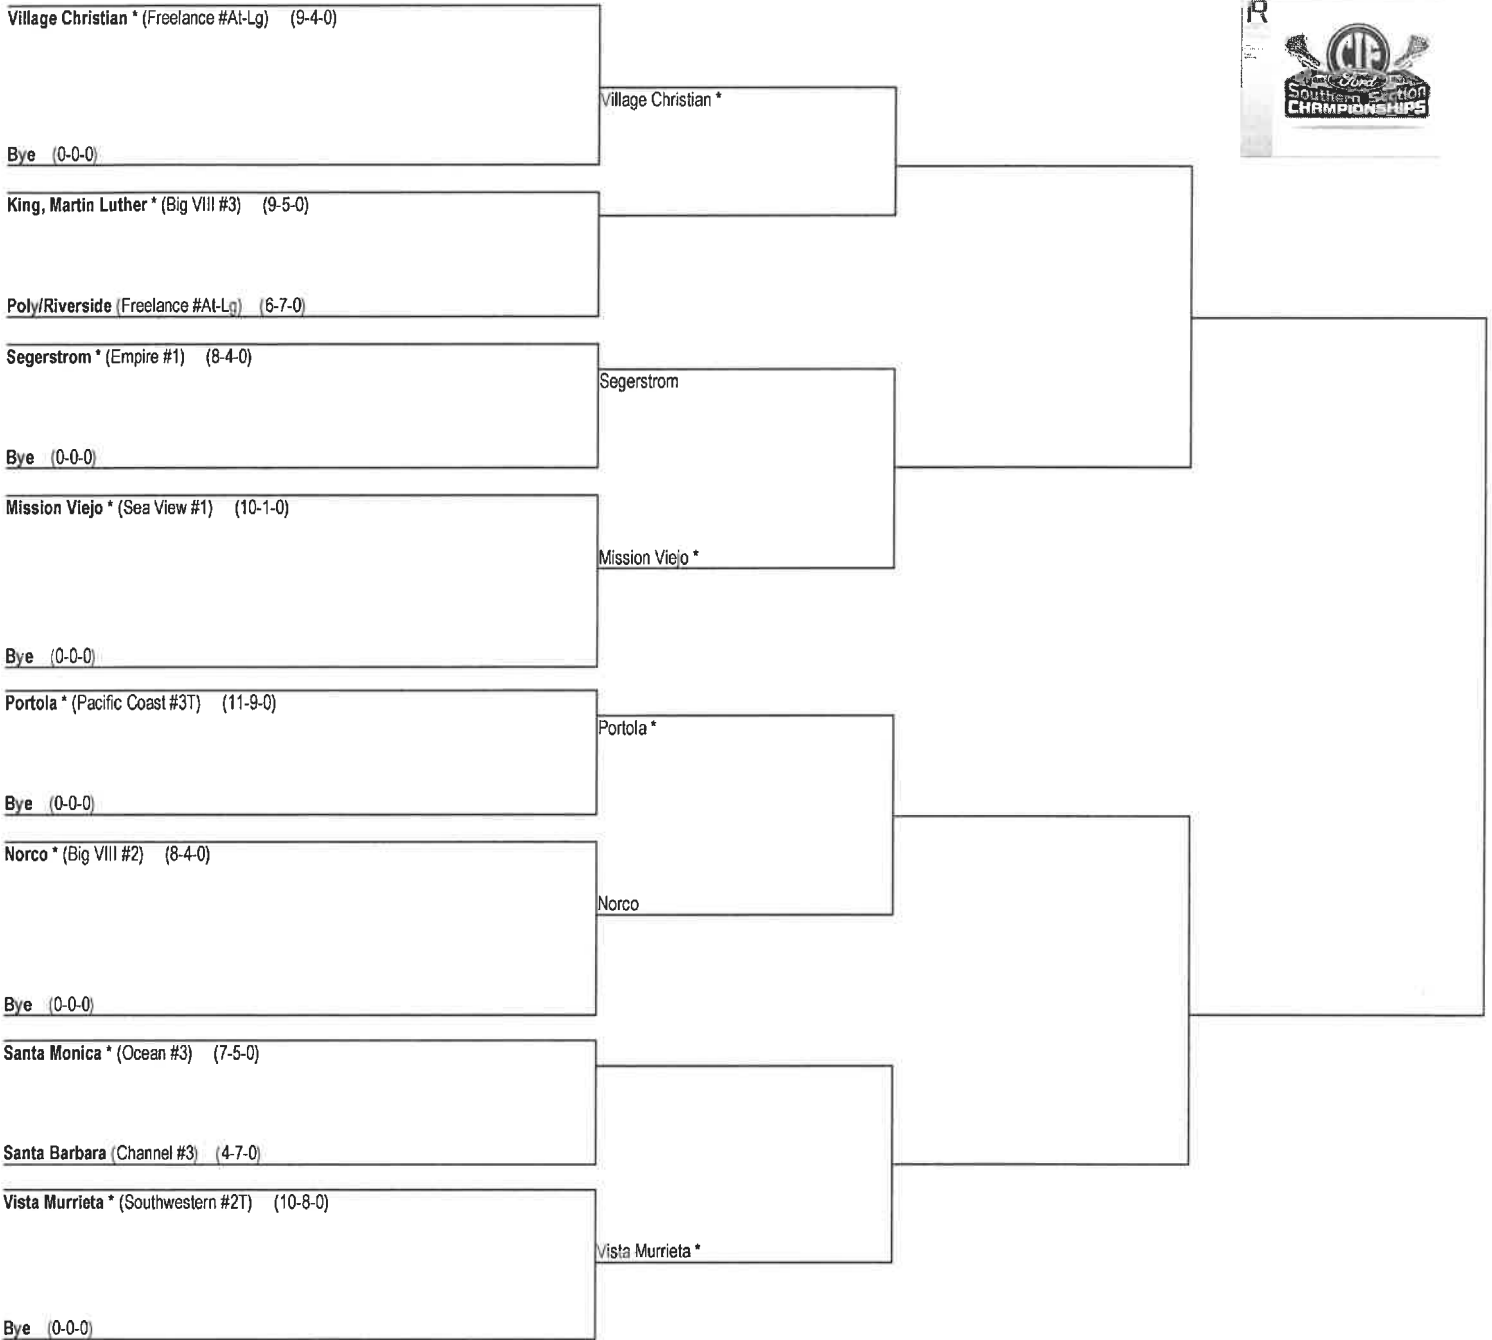 Village Christian * (Freelance #At-Lg) (9-4-0)
Bye (0-0-0)
King, Martin Luther * (Big VIII #3) (9-5-0)
Poly/Riverside (Freelance #At-Lg) (6-7-0)
Segerstrom * (Empire #1) (8-4-0)
Bye (0-0-0)
Mission Viejo * (Sea View #1) (10-1-0)
Bye (0-0-0)
Portola * (Pacific Coast #3T) (11-9-0)
Bye (0-0-0)
Norco * (Big VIII #2) (8-4-0)
Bye (0-0-0)
Santa Monica * (Ocean #3) (7-5-0)
Santa Barbara (Channel #3) (4-7-0)
Vista Murrieta * (Southwestern #2T) (10-8-0)
Bye (0-0-0)
Village Christian *
Segerstrom
Mission Viejo *
Portola *
Norco
Vista Murrieta *
R
CIF
Ford
Southern Section
CHAMPIONSHIPS